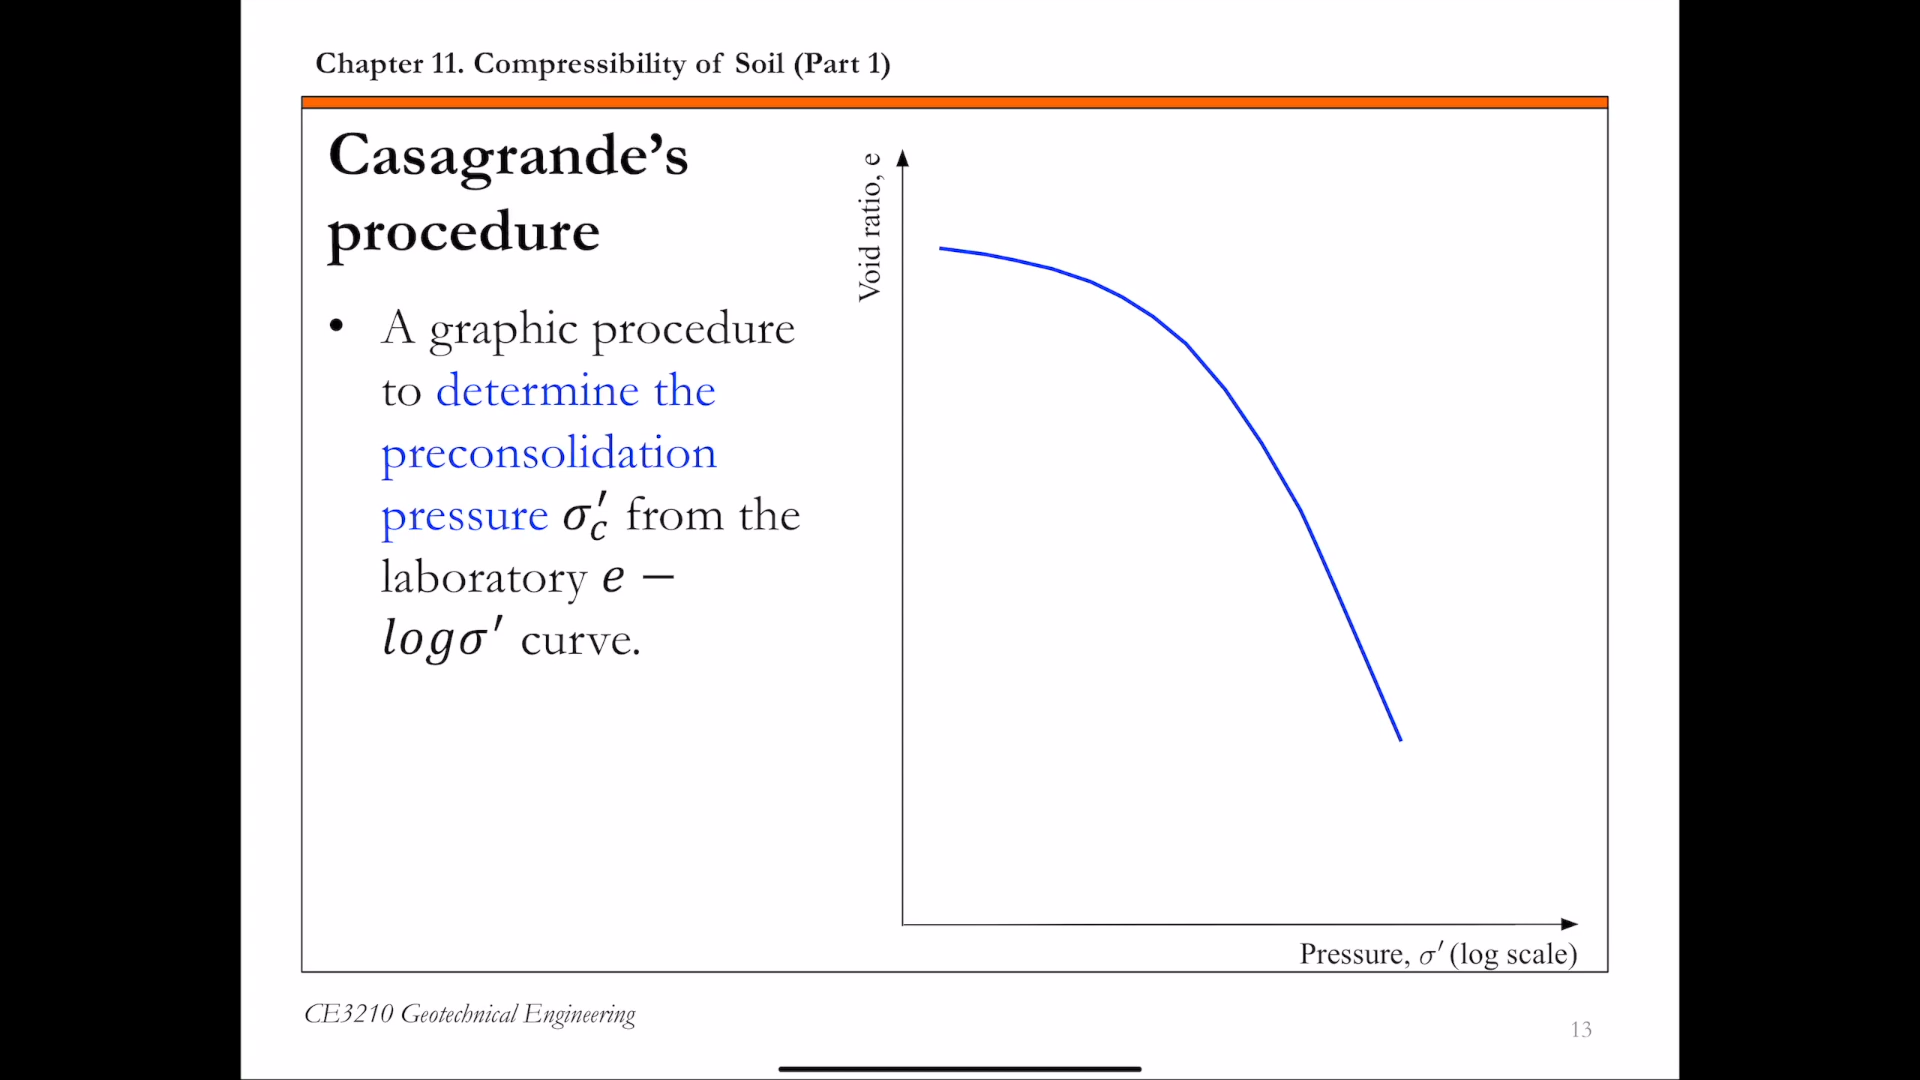 Chapter 11. Compressibility of Soil (Part 1)
Casagrande’s
procedure
• A graphic procedure
to determine the
preconsolidation
pressure σ′c from the
laboratory e −
logσ′ curve.
Void ratio, e
Pressure, σ′ (log scale)
CE3210 Geotechnical Engineering
13